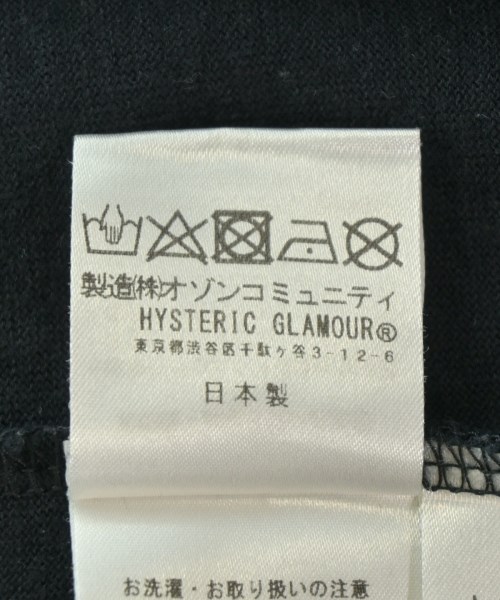 製造㈱オゾンコミュニティ
HYSTERIC GLAMOUR®
東京都渋谷区千駄ケ谷3-12-6
日本製
お洗濯・お取り扱いの注意